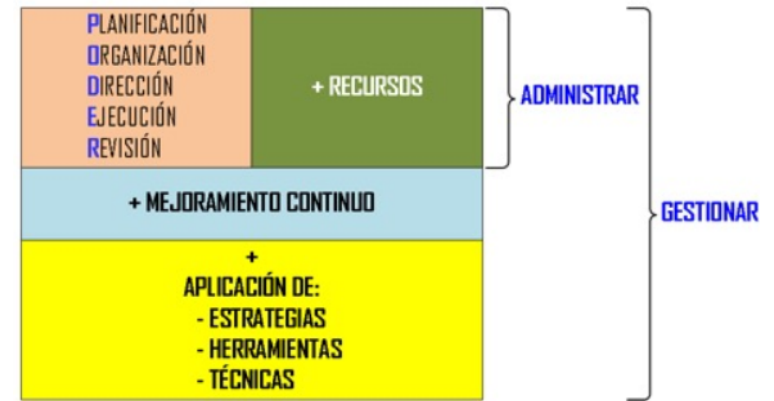 PLANIFICACIÓN
ORGANIZACIÓN
DIRECCIÓN
EJECUCIÓN
REVISIÓN
+ RECURSOS
ADMINISTRAR
+ MEJORAMIENTO CONTINUO
GESTIONAR
+
APLICACIÓN DE:
- ESTRATEGIAS
- HERRAMIENTAS
- TÉCNICAS